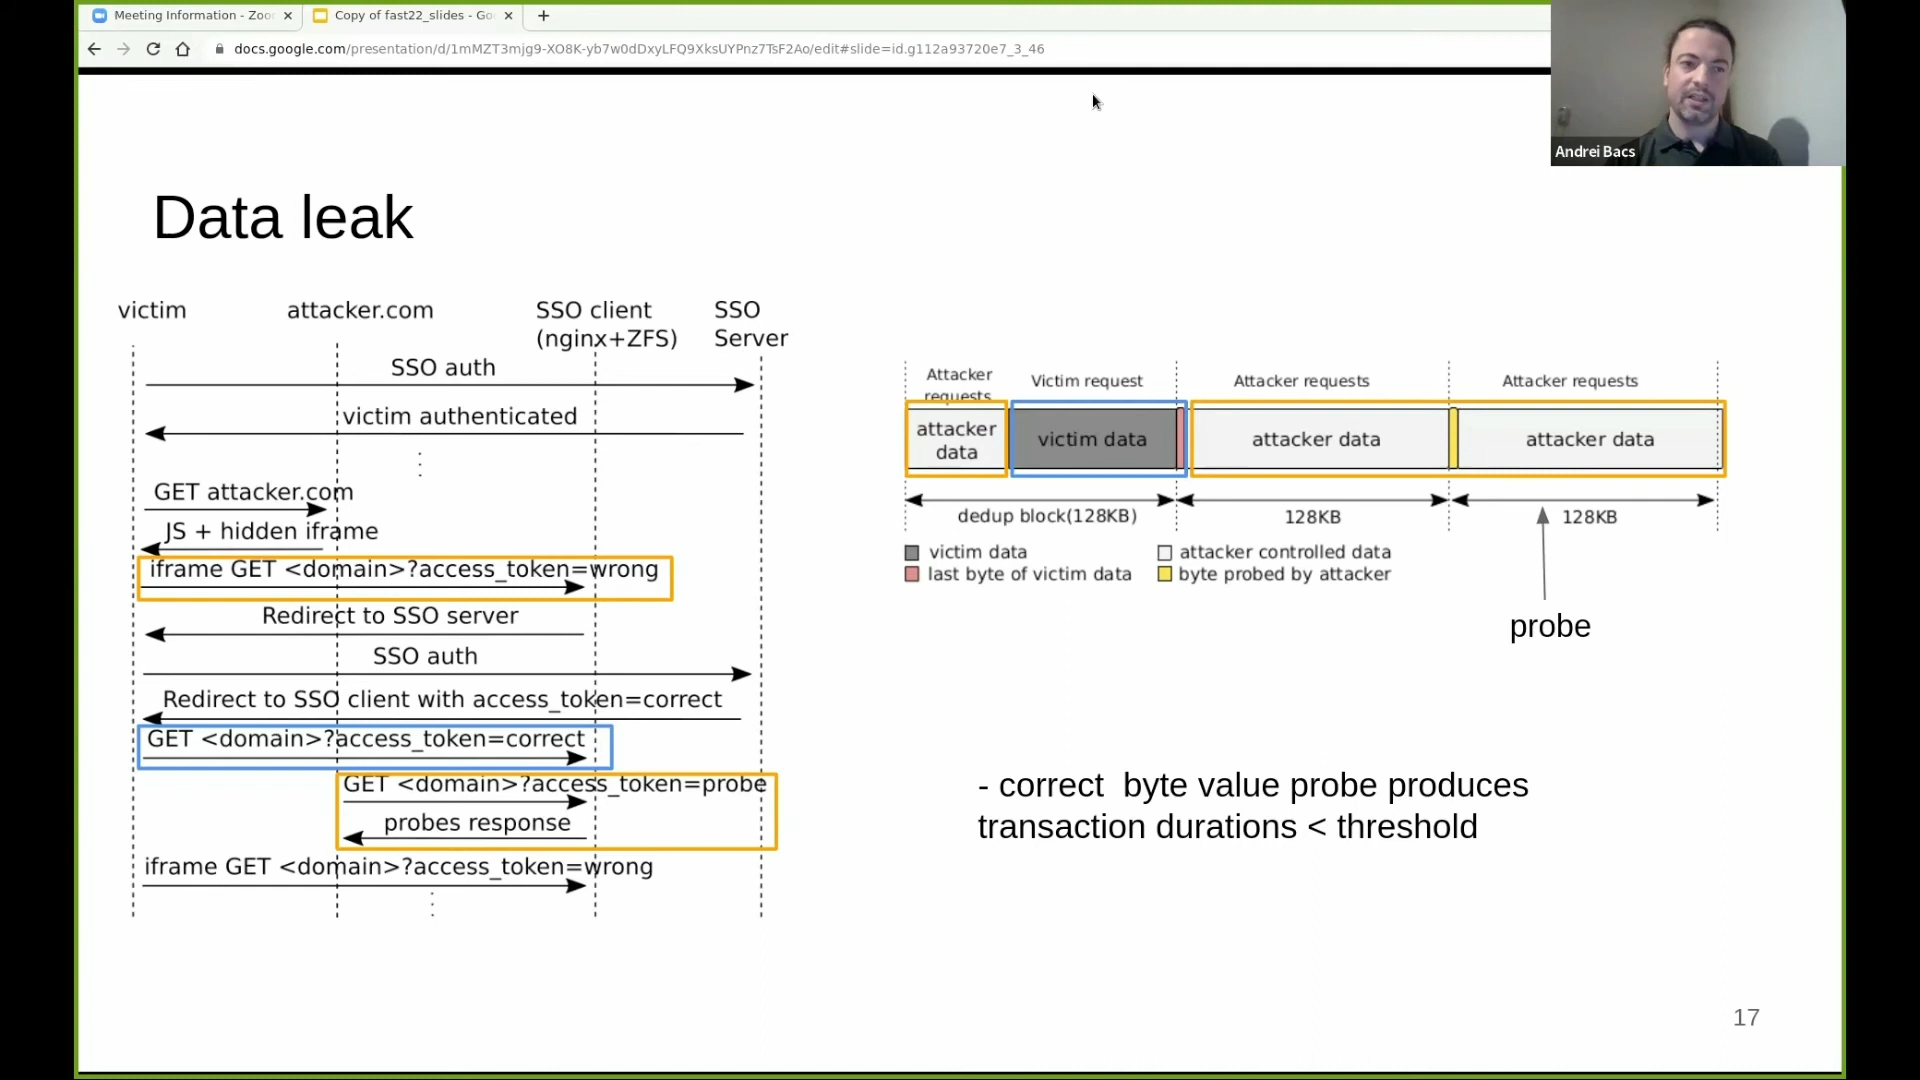 Meeting Information - Zoo
Copy of fast22_slides - Go
docs.google.com/presentation/d/1mMZT3mjg9-XO8K-yb7w0dDxyLFQ9XksUYPnz7TsF2Ao/edit#slide=id.g112a93720e7_3_46
Andrei Bacs
Data leak
victim
attacker.com
SSO client
(nginx+ZFS)
SSO
Server
SSO auth
victim authenticated
GET attacker.com
JS + hidden iframe
iframe GET <domain>?access_token=wrong
Redirect to SSO server
SSO auth
Redirect to SSO client with access_token=correct
GET <domain>?access_token=correct
GET <domain>?access_token=probe
probes response
iframe GET <domain>?access_token=wrong
Attacker
requests
Victim request
Attacker requests
Attacker requests
attacker
data
victim data
attacker data
attacker data
dedup block(128KB)
128KB
128KB
victim data
attacker controlled data
last byte of victim data
byte probed by attacker
probe
- correct  byte value probe produces
transaction durations < threshold
17